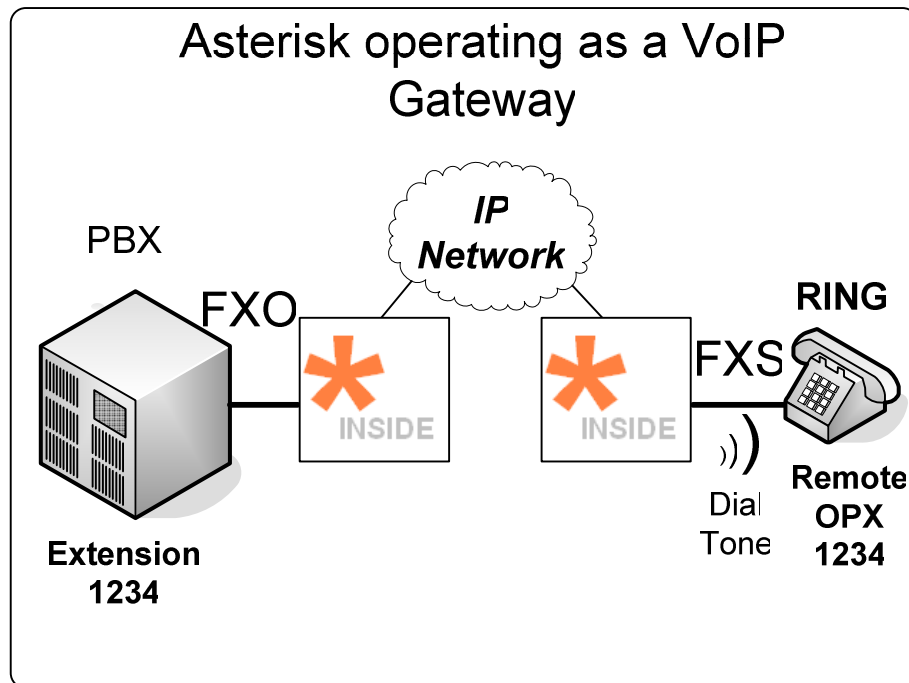 Asterisk operating as a VoIP
Gateway
IP
Network
PBX
FXO
RING
FXS
INSIDE
INSIDE
Dial
Tone
Remote
OPX
1234
Extension
1234